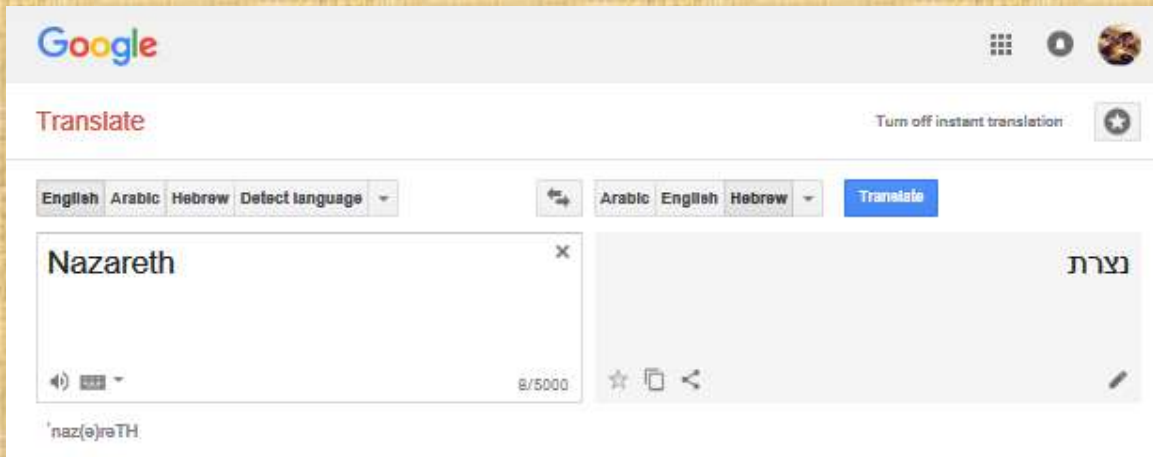 Google
Translate
Turn off instant translation
English Arabic Hebrew Detect language
Arabic English Hebrew
Translate
Nazareth
נצרת
8/5000
ˈnaz(ə)rəTH